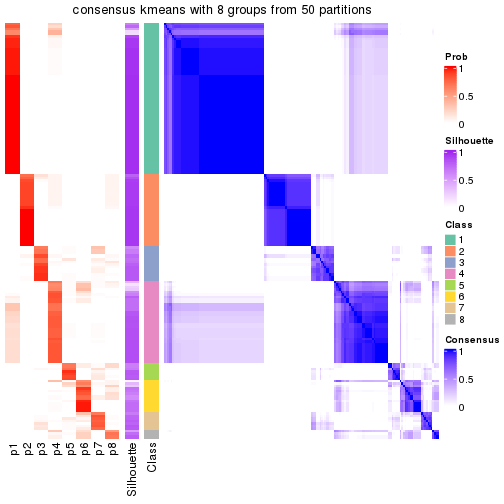 consensus kmeans with 8 groups from 50 partitions
Prob
1
0.5
0
Silhouette
1
0.5
0
Class
1
2
3
4
5
6
7
8
Consensus
1
0.5
0
p1
p2
p3
p4
p5
p6
p7
p8
Silhouette
Class